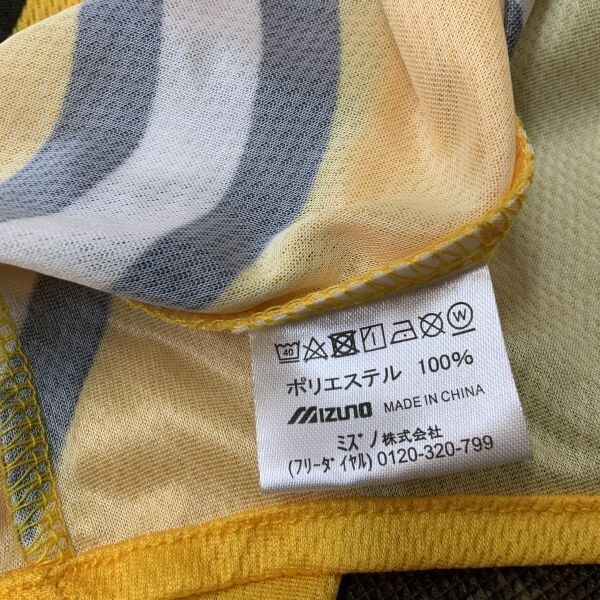 40 W
ポリエステル 100%
MIZUNO MADE IN CHINA
ミズノ株式会社
(フリーダイヤル) 0120-320-799